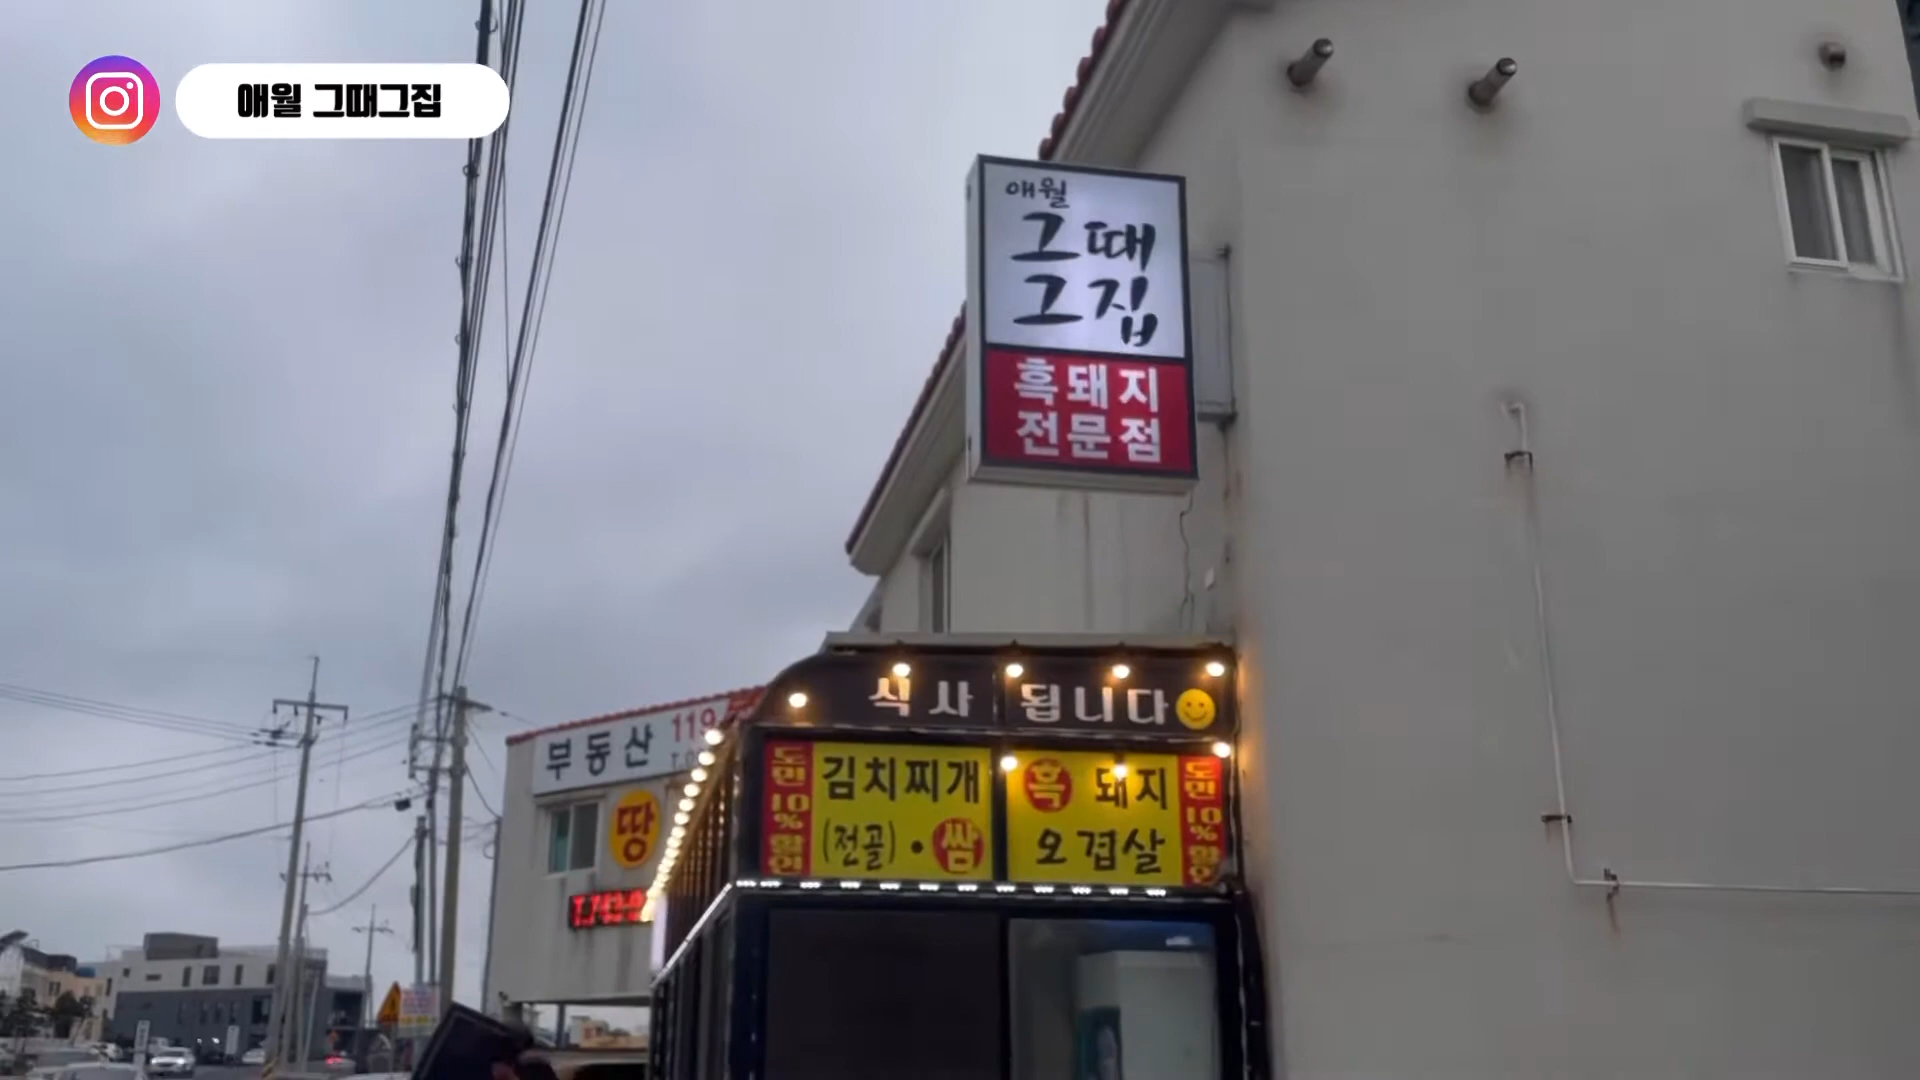 애월 그때그집
애월
그때
그집
흑돼지
전문점
식사 됩니다
부동산 119
땅
도민 10% 할인
김치찌개
(전골)•쌈
흑돼지
오겹살
도민 10% 할인